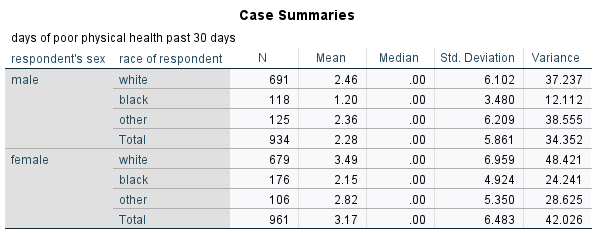 Case Summaries
days of poor physical health past 30 days
respondent's sex race of respondent N Mean Median Std. Deviation Variance
male white 691 2.46 .00 6.102 37.237
black 118 1.20 .00 3.480 12.112
other 125 2.36 .00 6.209 38.555
Total 934 2.28 .00 5.861 34.352
female white 679 3.49 .00 6.959 48.421
black 176 2.15 .00 4.924 24.241
other 106 2.82 .00 5.350 28.625
Total 961 3.17 .00 6.483 42.026